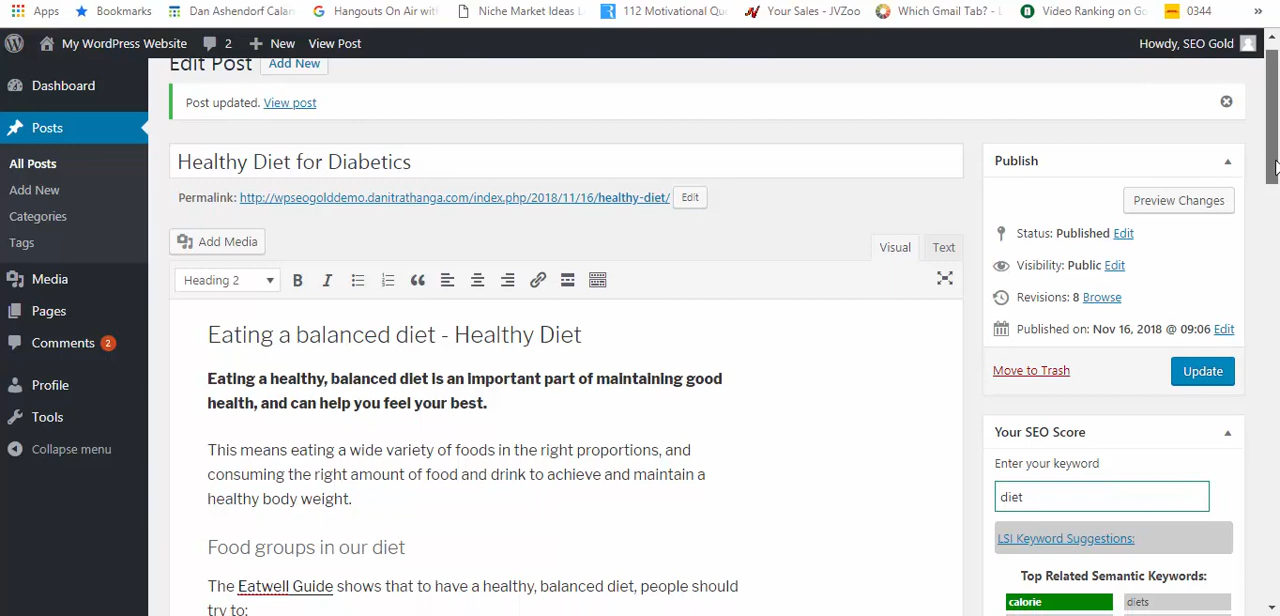 Apps Bookmarks Dan Ashendorf Calan Hangouts On Air wit Niche Market Ideas 112 Motivational Qu Your Sales - JVZoo Which Gmail Tab? - Video Ranking on Go 0344 »
My WordPress Website 2 New View Post Howdy, SEO Gold
Edit Post Add New
Dashboard
Post updated. View post
Posts
All Posts
Add New
Categories
Tags
Media
Pages
Comments 2
Profile
Tools
Collapse menu
Healthy Diet for Diabetics
Permalink: http://wpseogolddemo.danitrathanga.com/index.php/2018/11/16/healthy-diet/ Edit
Add Media
Visual Text
Heading 2 B I
Eating a balanced diet - Healthy Diet
Eating a healthy, balanced diet is an important part of maintaining good
health, and can help you feel your best.
This means eating a wide variety of foods in the right proportions, and
consuming the right amount of food and drink to achieve and maintain a
healthy body weight.
Food groups in our diet
The Eatwell Guide shows that to have a healthy, balanced diet, people should
try to:
Publish
Preview Changes
Status: Published Edit
Visibility: Public Edit
Revisions: 8 Browse
Published on: Nov 16, 2018 @ 09:06 Edit
Move to Trash Update
Your SEO Score
Enter your keyword
diet
LSI Keyword Suggestions:
Top Related Semantic Keywords:
calorie diets